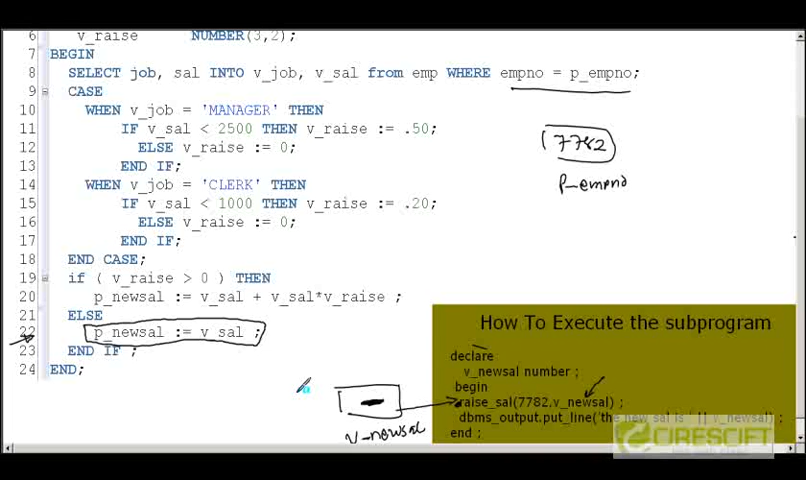 6 v_raise NUMBER(3,2);
7 BEGIN
8 SELECT job, sal INTO v_job, v_sal from emp WHERE empno = p_empno;
9 CASE
10 WHEN v_job = 'MANAGER' THEN
11 IF v_sal < 2500 THEN v_raise := .50;
12 ELSE v_raise := 0;
13 END IF;
14 WHEN v_job = 'CLERK' THEN
15 IF v_sal < 1000 THEN v_raise := .20;
16 ELSE v_raise := 0;
17 END IF;
18 END CASE;
19 if ( v_raise > 0 ) THEN
20 p_newsal := v_sal + v_sal*v_raise ;
21 ELSE
22 p_newsal := v_sal ;
23 END IF ;
24 END;
7782
p_empno
v_newsal
How To Execute the subprogram
declare
v_newsal number ;
begin
raise_sal(7782,v_newsal) ;
dbms_output.put_line('the new sal is ' || v_newsal) ;
end ;